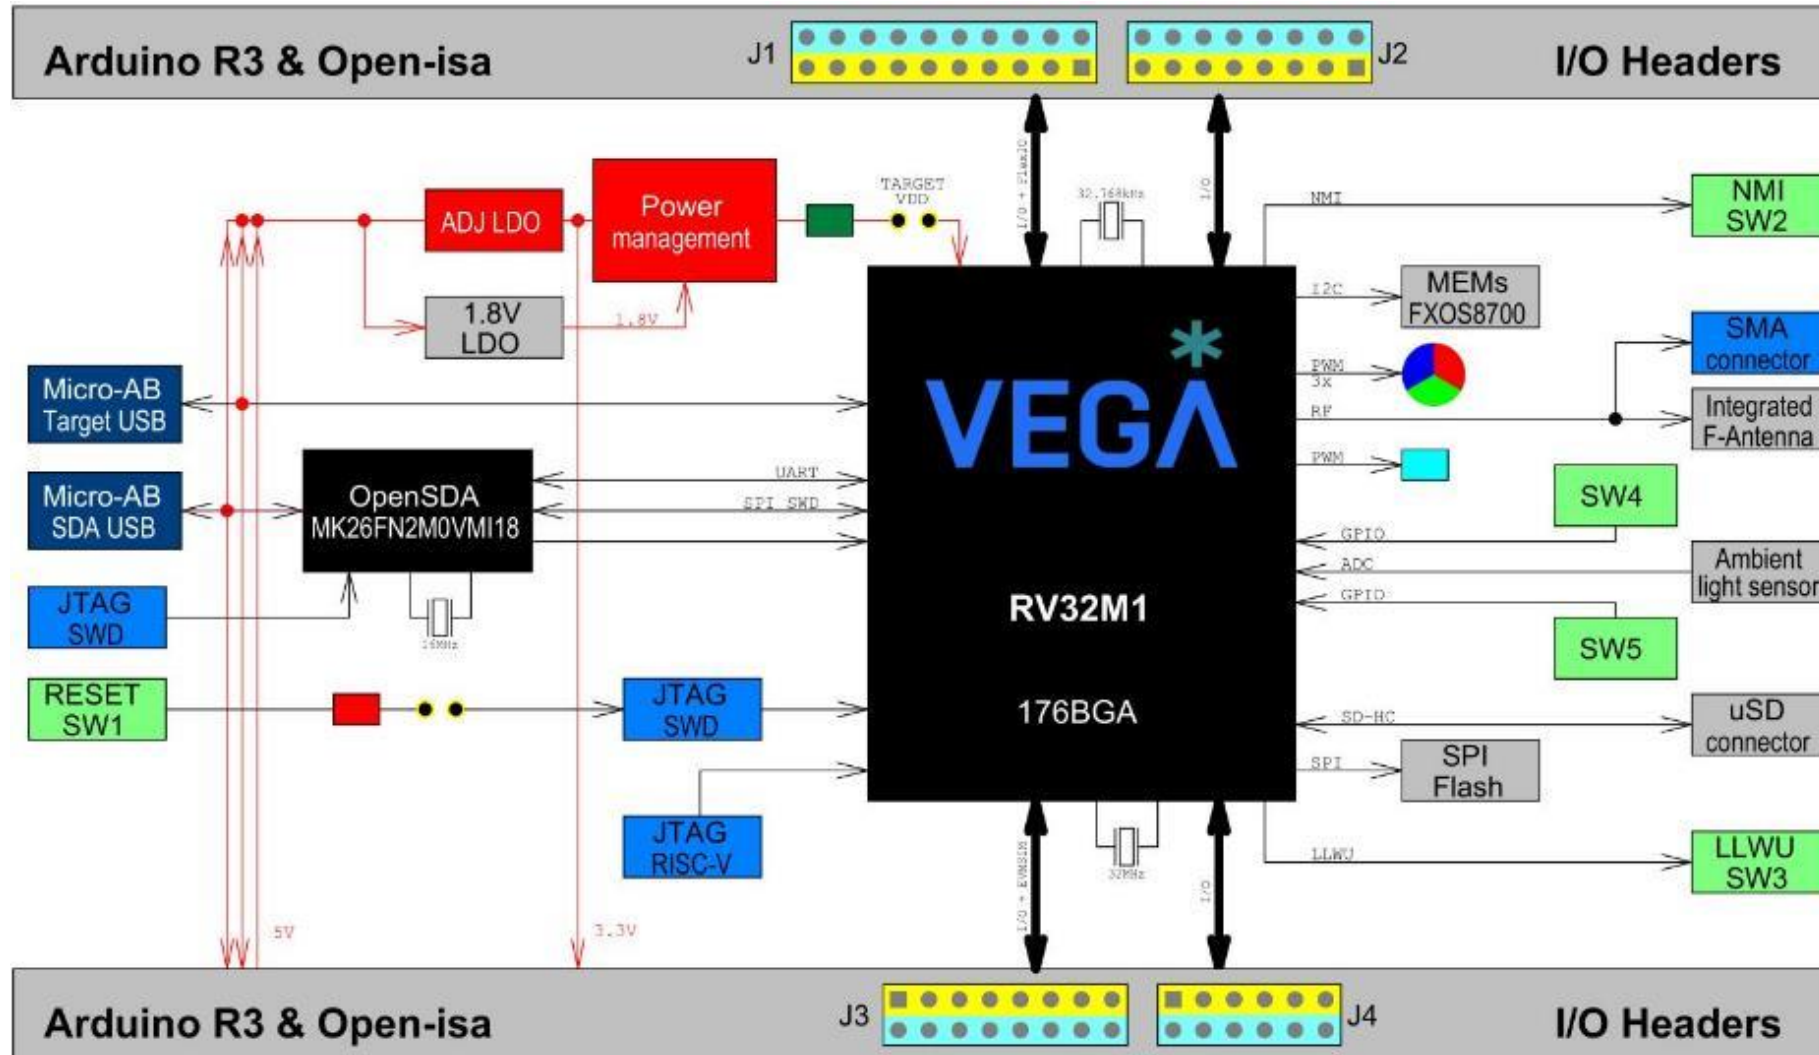 Arduino R3 & Open-isa
J1
J2
I/O Headers
I/O + FlexIO
I/O
TARGET
VDD
32.768kHz
ADJ LDO
Power
management
1.8V
LDO
1.8V
NMI
NMI
SW2
I2C
MEMs
FXOS8700
SMA
connector
PWM
3x
RF
Integrated
F-Antenna
PWM
Micro-AB
Target USB
VEGA
Micro-AB
SDA USB
OpenSDA
MK26FN2M0VMI18
UART
SPI SWD
SW4
GPIO
ADC
Ambient
light sensor
GPIO
SW5
JTAG
SWD
16MHz
RV32M1
RESET
SW1
JTAG
SWD
176BGA
SD-HC
uSD
connector
SPI
SPI
Flash
JTAG
RISC-V
32MHz
I/O + EVMSIM
I/O
LLWU
LLWU
SW3
5V
3.3V
Arduino R3 & Open-isa
J3
J4
I/O Headers